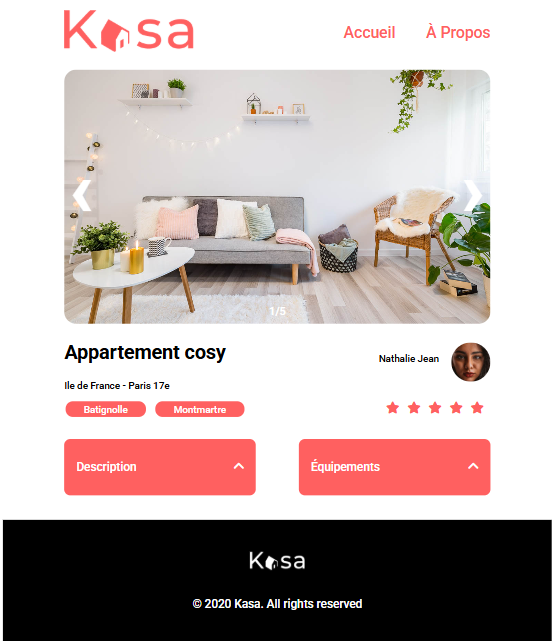 Kasa
Accueil À Propos
1/5
Appartement cosy
Nathalie Jean
Ile de France - Paris 17e
Batignolle Montmartre
Description Équipements
Kasa
© 2020 Kasa. All rights reserved